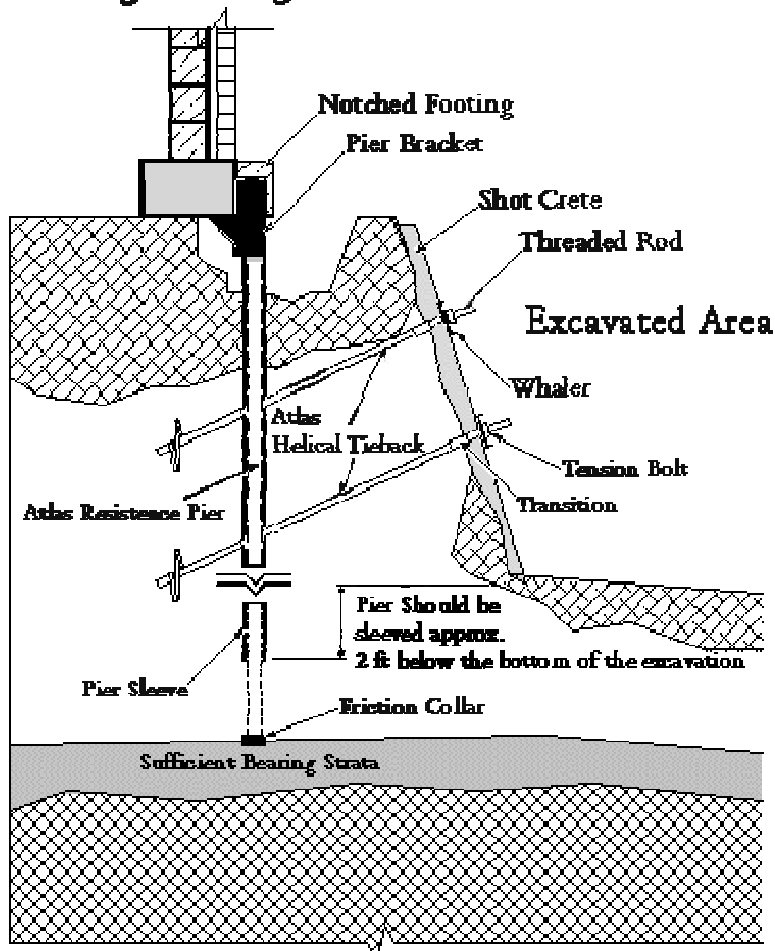 Notched Footing
Pier Bracket
Shot Crete
Threaded Rod
Excavated Area
Whaler
Atlas
Helical Tieback
Tension Bolt
Transition
Atlas Resistence Pier
Pier Should be
sleeved approx.
2 ft below the bottom of the excavation
Pier Sleeve
Friction Collar
Sufficient Bearing Strata